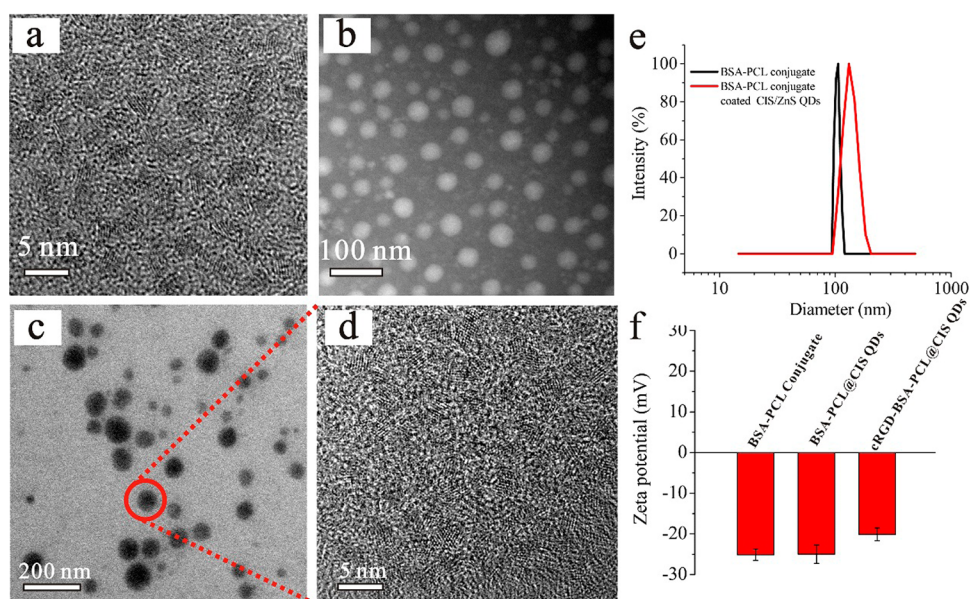 a
5 nm
b
100 nm
c
200 nm
d
5 nm
e
BSA-PCL conjugate
BSA-PCL conjugate
coated CIS/ZnS QDs
Intensity (%)
100
80
60
40
20
0
10
100
1000
Diameter (nm)
f
Zeta potential (mV)
30
20
10
0
-10
-20
-30
BSA-PCL Conjugate
BSA-PCL@CIS QDs
cRGD-BSA-PCL@CIS QDs